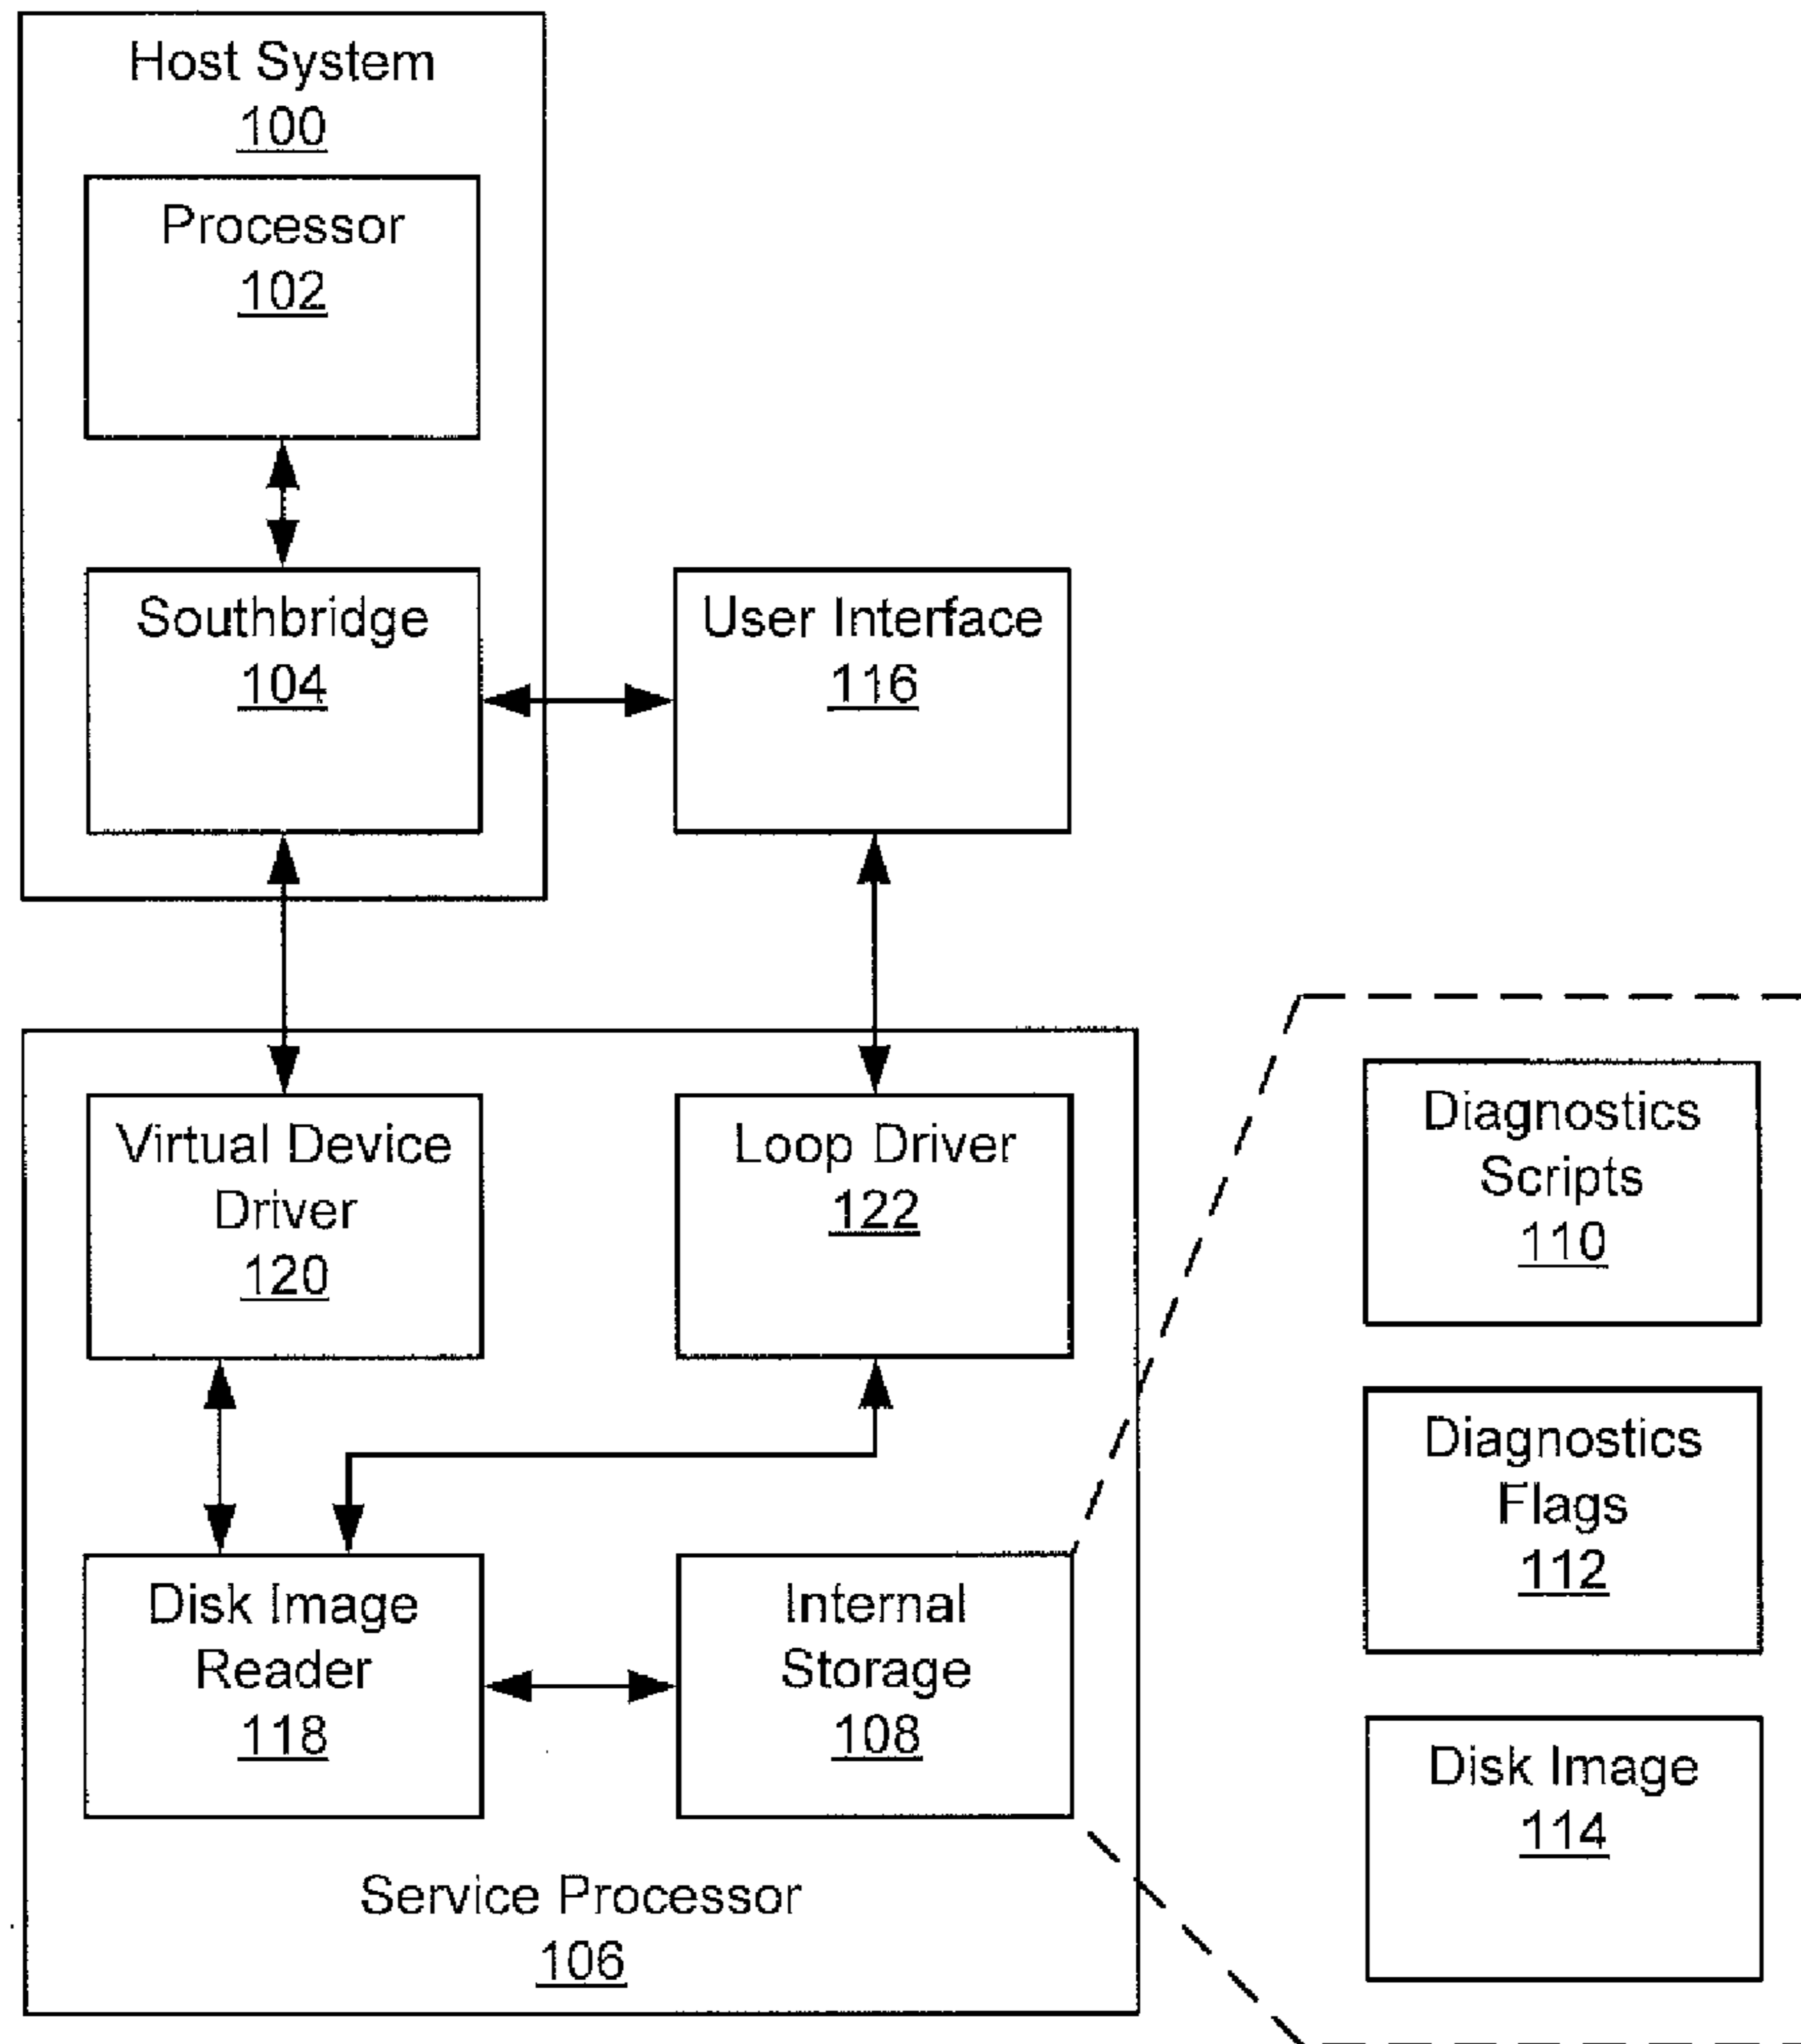 Host System
100
Processor
102
Southbridge
104
User Interface
116
Virtual Device
Driver
120
Loop Driver
122
Disk Image
Reader
118
Internal
Storage
108
Service Processor
106
Diagnostics
Scripts
110
Diagnostics
Flags
112
Disk Image
114